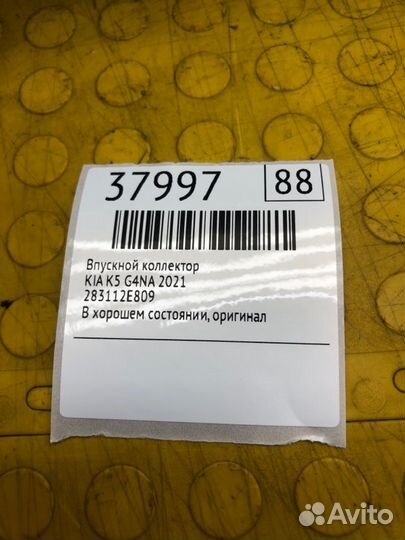 37997 88
Впускной коллектор
KIA K5 G4NA 2021
283112E809
В хорошем состоянии, оригинал
Avito